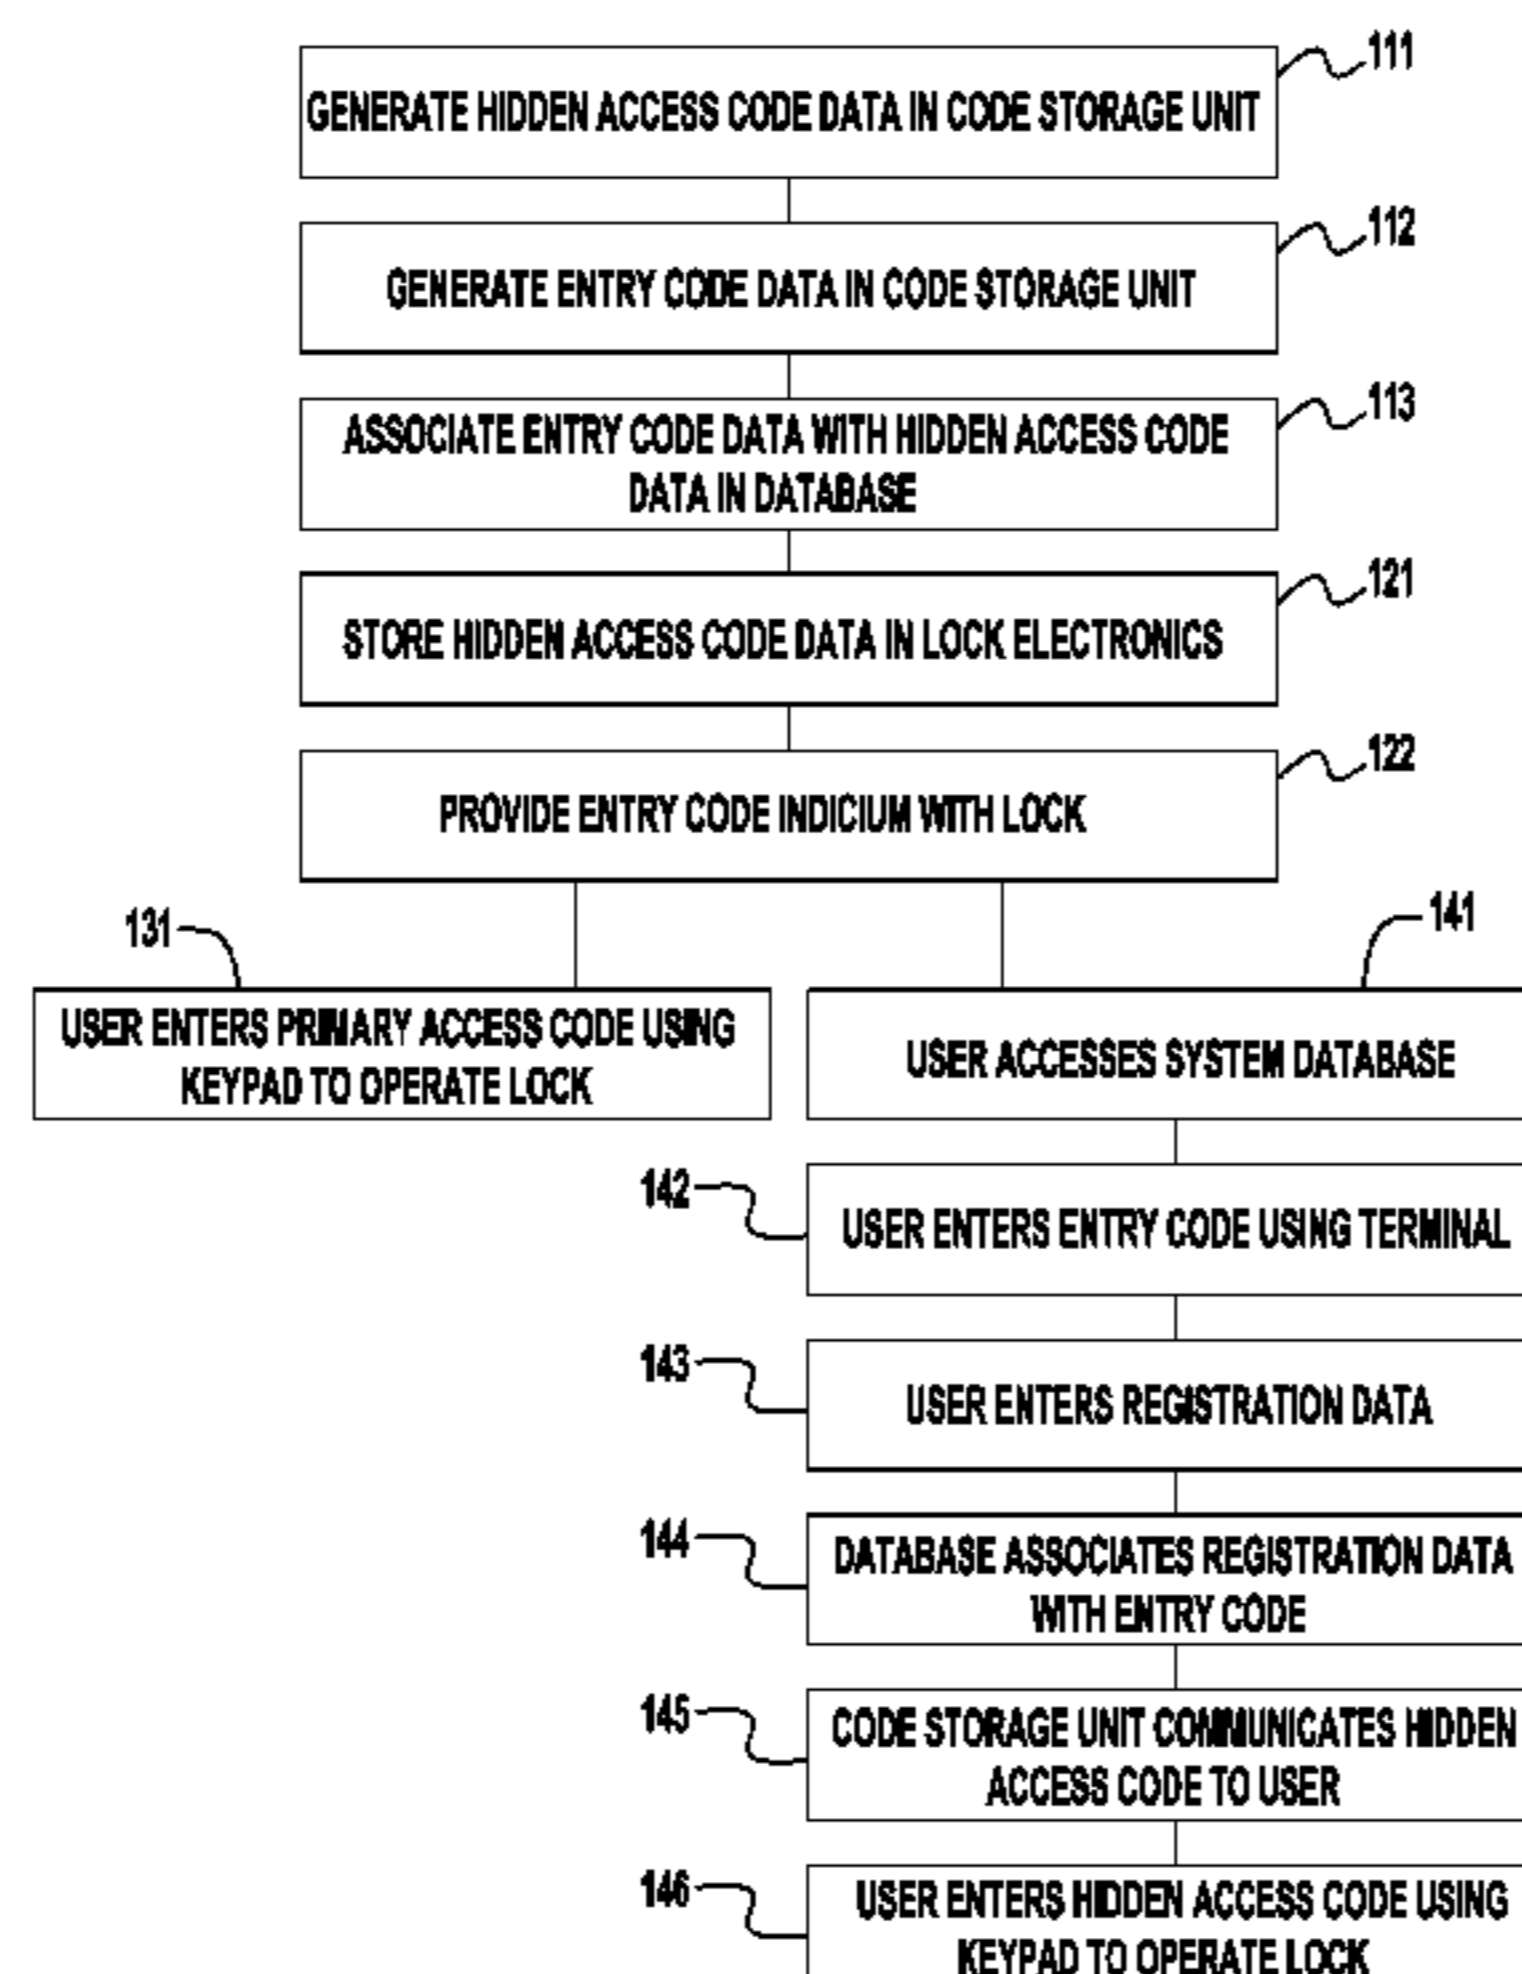 111
GENERATE HIDDEN ACCESS CODE DATA IN CODE STORAGE UNIT
112
GENERATE ENTRY CODE DATA IN CODE STORAGE UNIT
113
ASSOCIATE ENTRY CODE DATA WITH HIDDEN ACCESS CODE
DATA IN DATABASE
121
STORE HIDDEN ACCESS CODE DATA IN LOCK ELECTRONICS
122
PROVIDE ENTRY CODE INDICIUM WITH LOCK
131
USER ENTERS PRIMARY ACCESS CODE USING
KEYPAD TO OPERATE LOCK
141
USER ACCESSES SYSTEM DATABASE
142
USER ENTERS ENTRY CODE USING TERMINAL
143
USER ENTERS REGISTRATION DATA
144
DATABASE ASSOCIATES REGISTRATION DATA
WITH ENTRY CODE
145
CODE STORAGE UNIT COMMUNICATES HIDDEN
ACCESS CODE TO USER
146
USER ENTERS HIDDEN ACCESS CODE USING
KEYPAD TO OPERATE LOCK